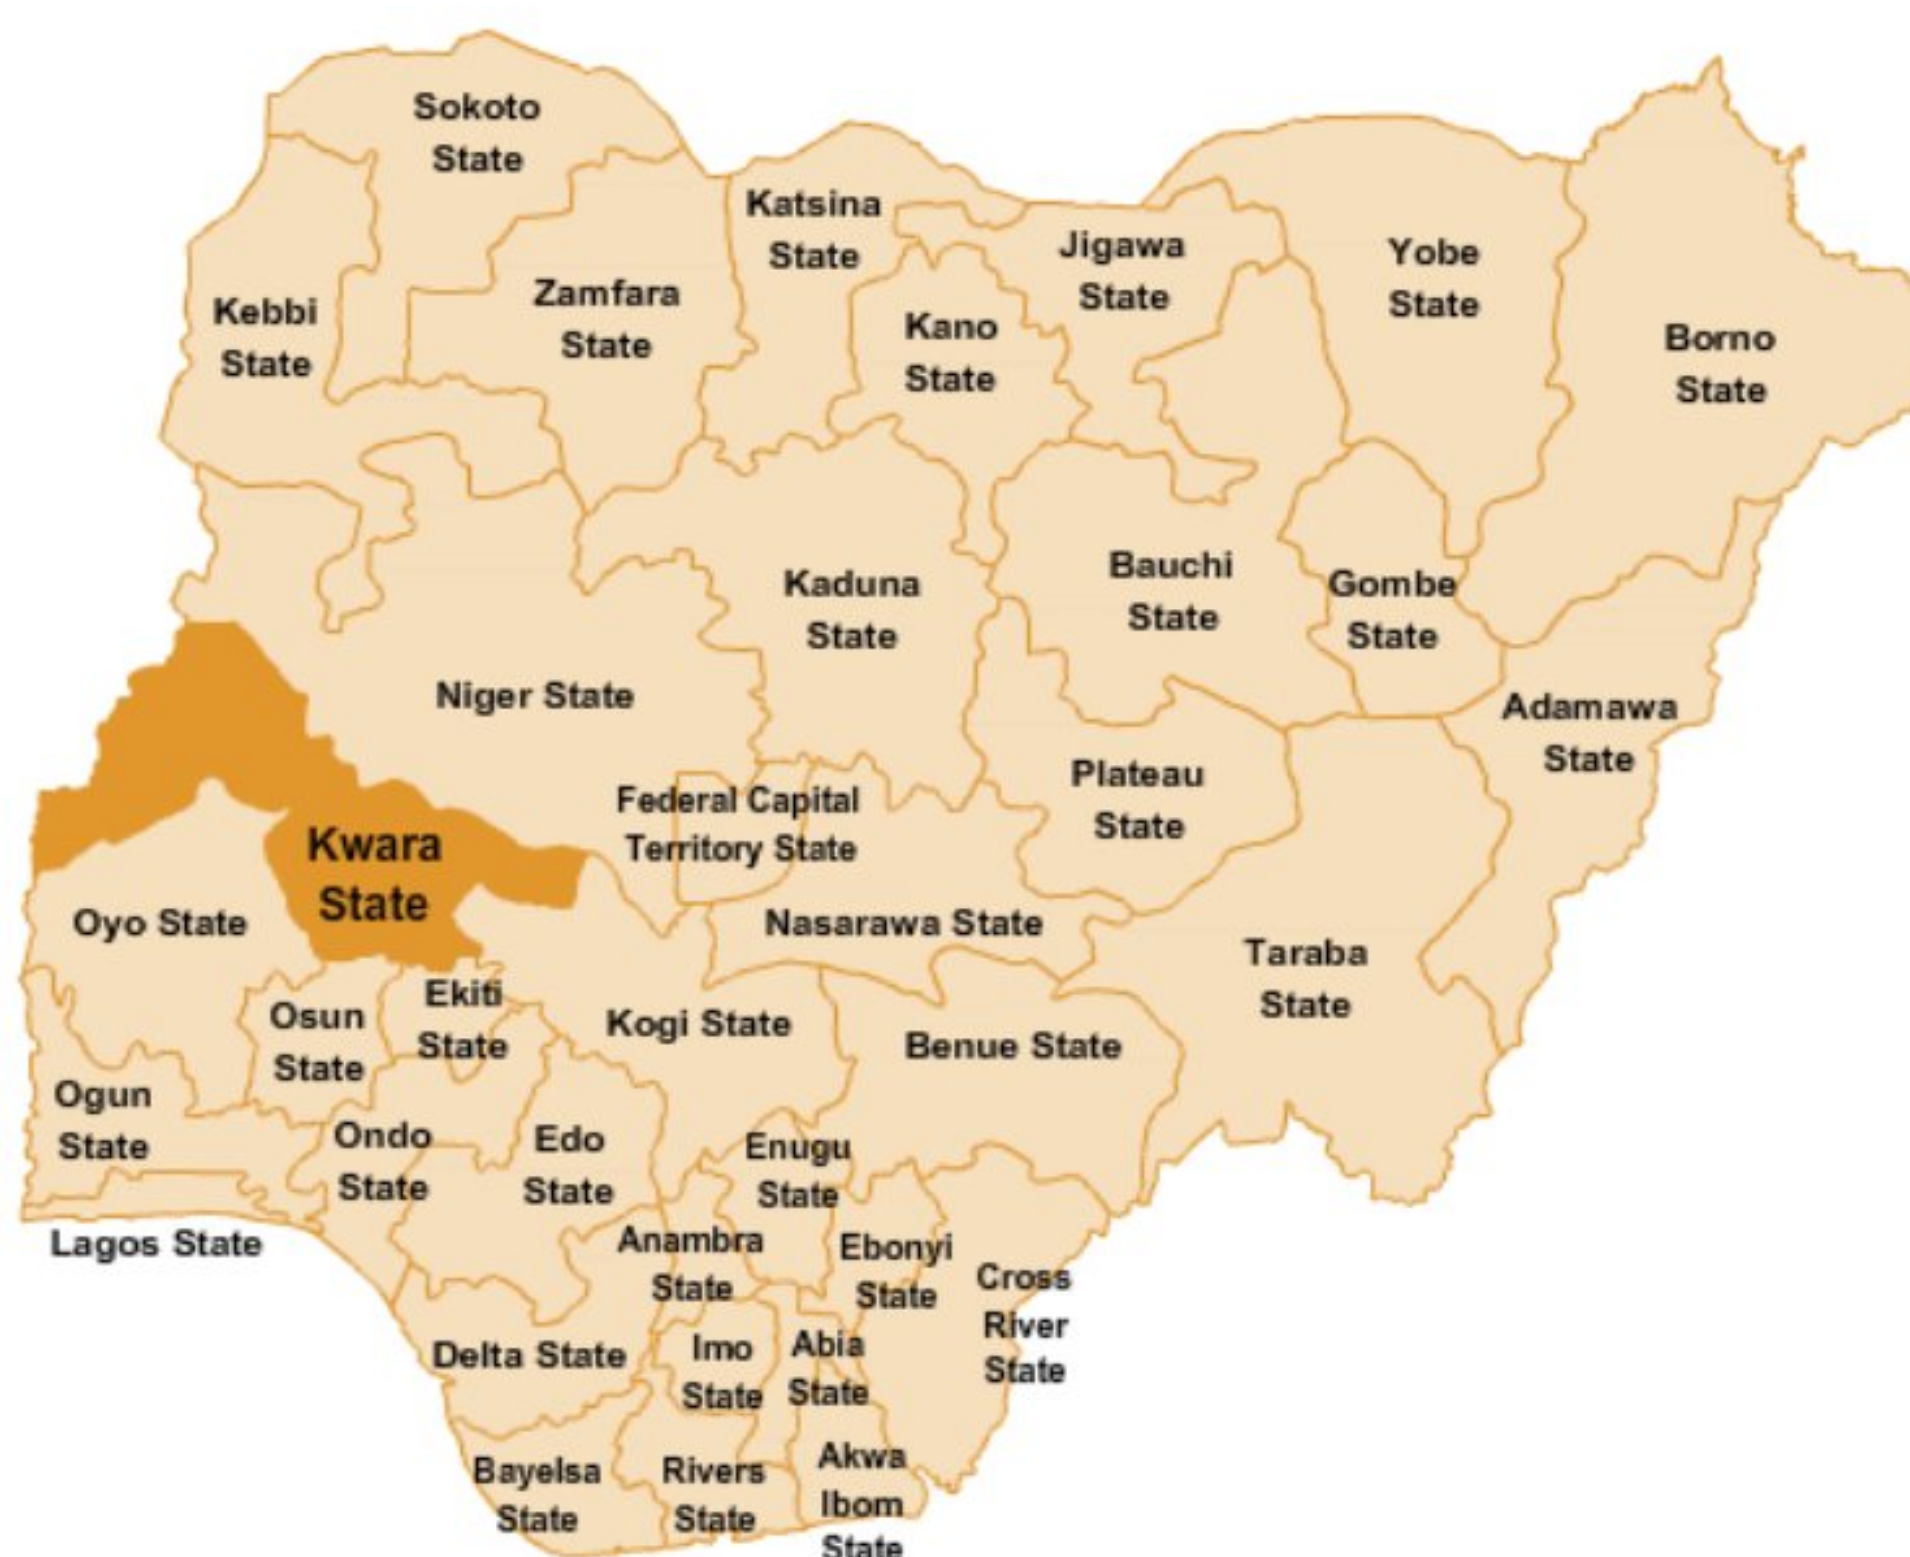 Sokoto
State
Katsina
State
Jigawa
State
Yobe
State
Kebbi
State
Zamfara
State
Kano
State
Borno
State
Kaduna
State
Bauchi
State
Gombe
State
Niger State
Adamawa
State
Federal Capital
Territory State
Plateau
State
Kwara
State
Oyo State
Nasarawa State
Taraba
State
Osun
State
Ekiti
State
Kogi State
Benue State
Ogun
State
Ondo
State
Edo
State
Enugu
State
Lagos State
Anambra
State
Ebonyi
State
Cross
River
State
Delta State
Imo
State
Abia
State
Bayelsa
State
Rivers
State
Akwa
Ibom
State